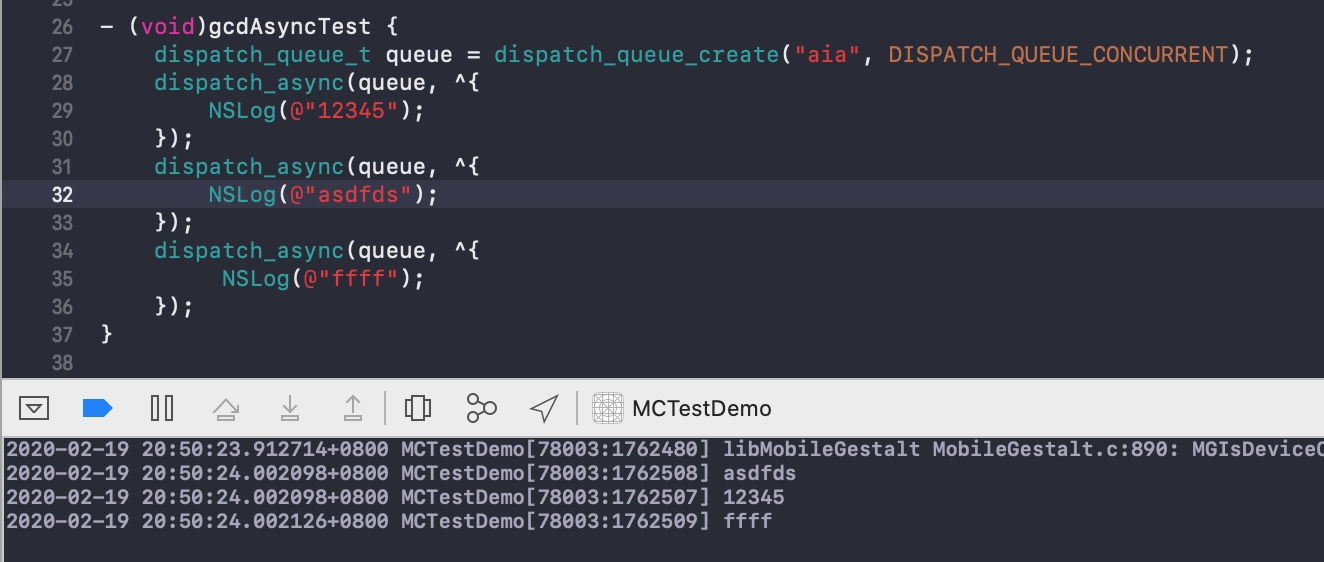 25
26 - (void)gcdAsyncTest {
27 dispatch_queue_t queue = dispatch_queue_create("aia", DISPATCH_QUEUE_CONCURRENT);
28 dispatch_async(queue, ^{
29 NSLog(@"12345");
30 });
31 dispatch_async(queue, ^{
32 NSLog(@"asdfds");
33 });
34 dispatch_async(queue, ^{
35 NSLog(@"ffff");
36 });
37 }
38
MCTestDemo
2020-02-19 20:50:23.912714+0800 MCTestDemo[78003:1762480] libMobileGestalt MobileGestalt.c:890: MGIsDeviceO
2020-02-19 20:50:24.002098+0800 MCTestDemo[78003:1762508] asdfds
2020-02-19 20:50:24.002098+0800 MCTestDemo[78003:1762507] 12345
2020-02-19 20:50:24.002126+0800 MCTestDemo[78003:1762509] ffff